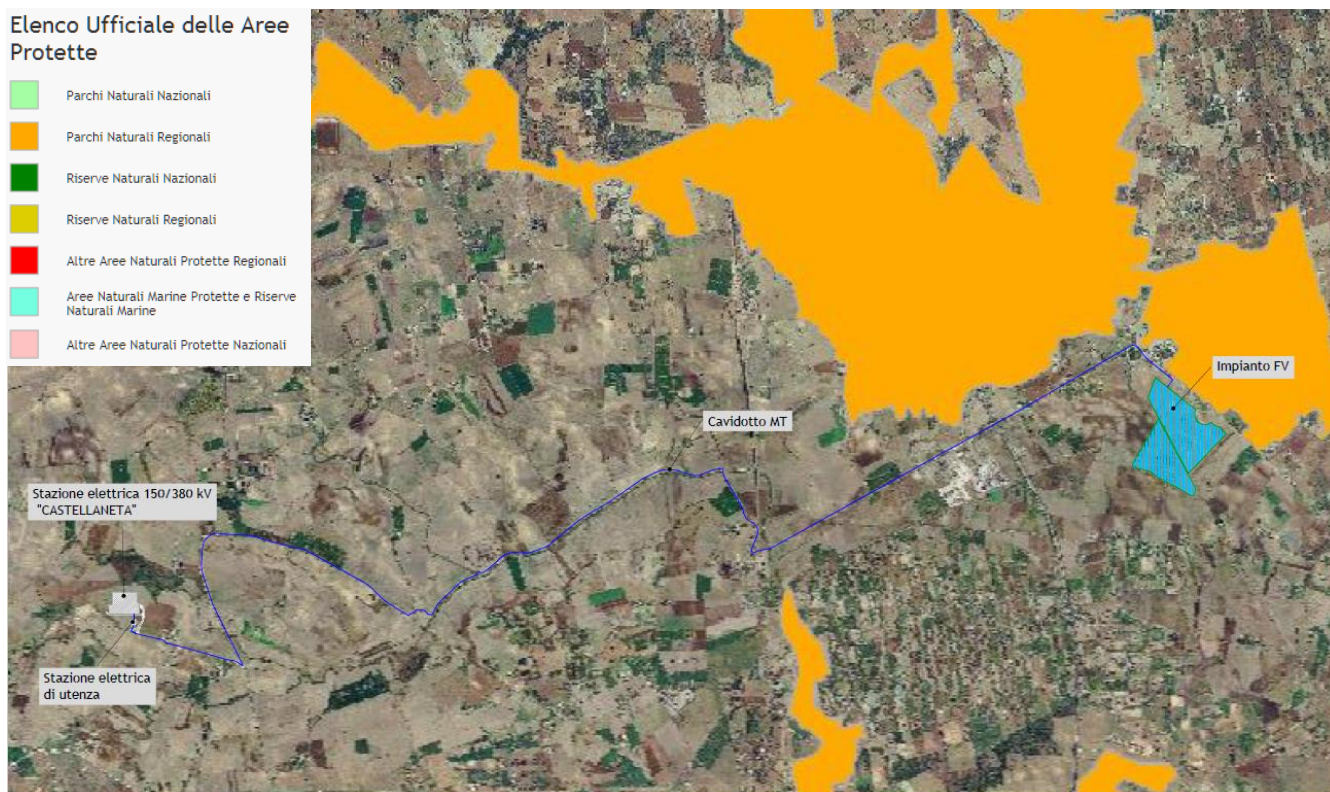 Elenco Ufficiale delle Aree
Protette
Parchi Naturali Nazionali
Parchi Naturali Regionali
Riserve Naturali Nazionali
Riserve Naturali Regionali
Altre Aree Naturali Protette Regionali
Aree Naturali Marine Protette e Riserve
Naturali Marine
Altre Aree Naturali Protette Nazionali
Impianto FV
Cavidotto MT
Stazione elettrica 150/380 kV
"CASTELLANETA"
Stazione elettrica
di utenza